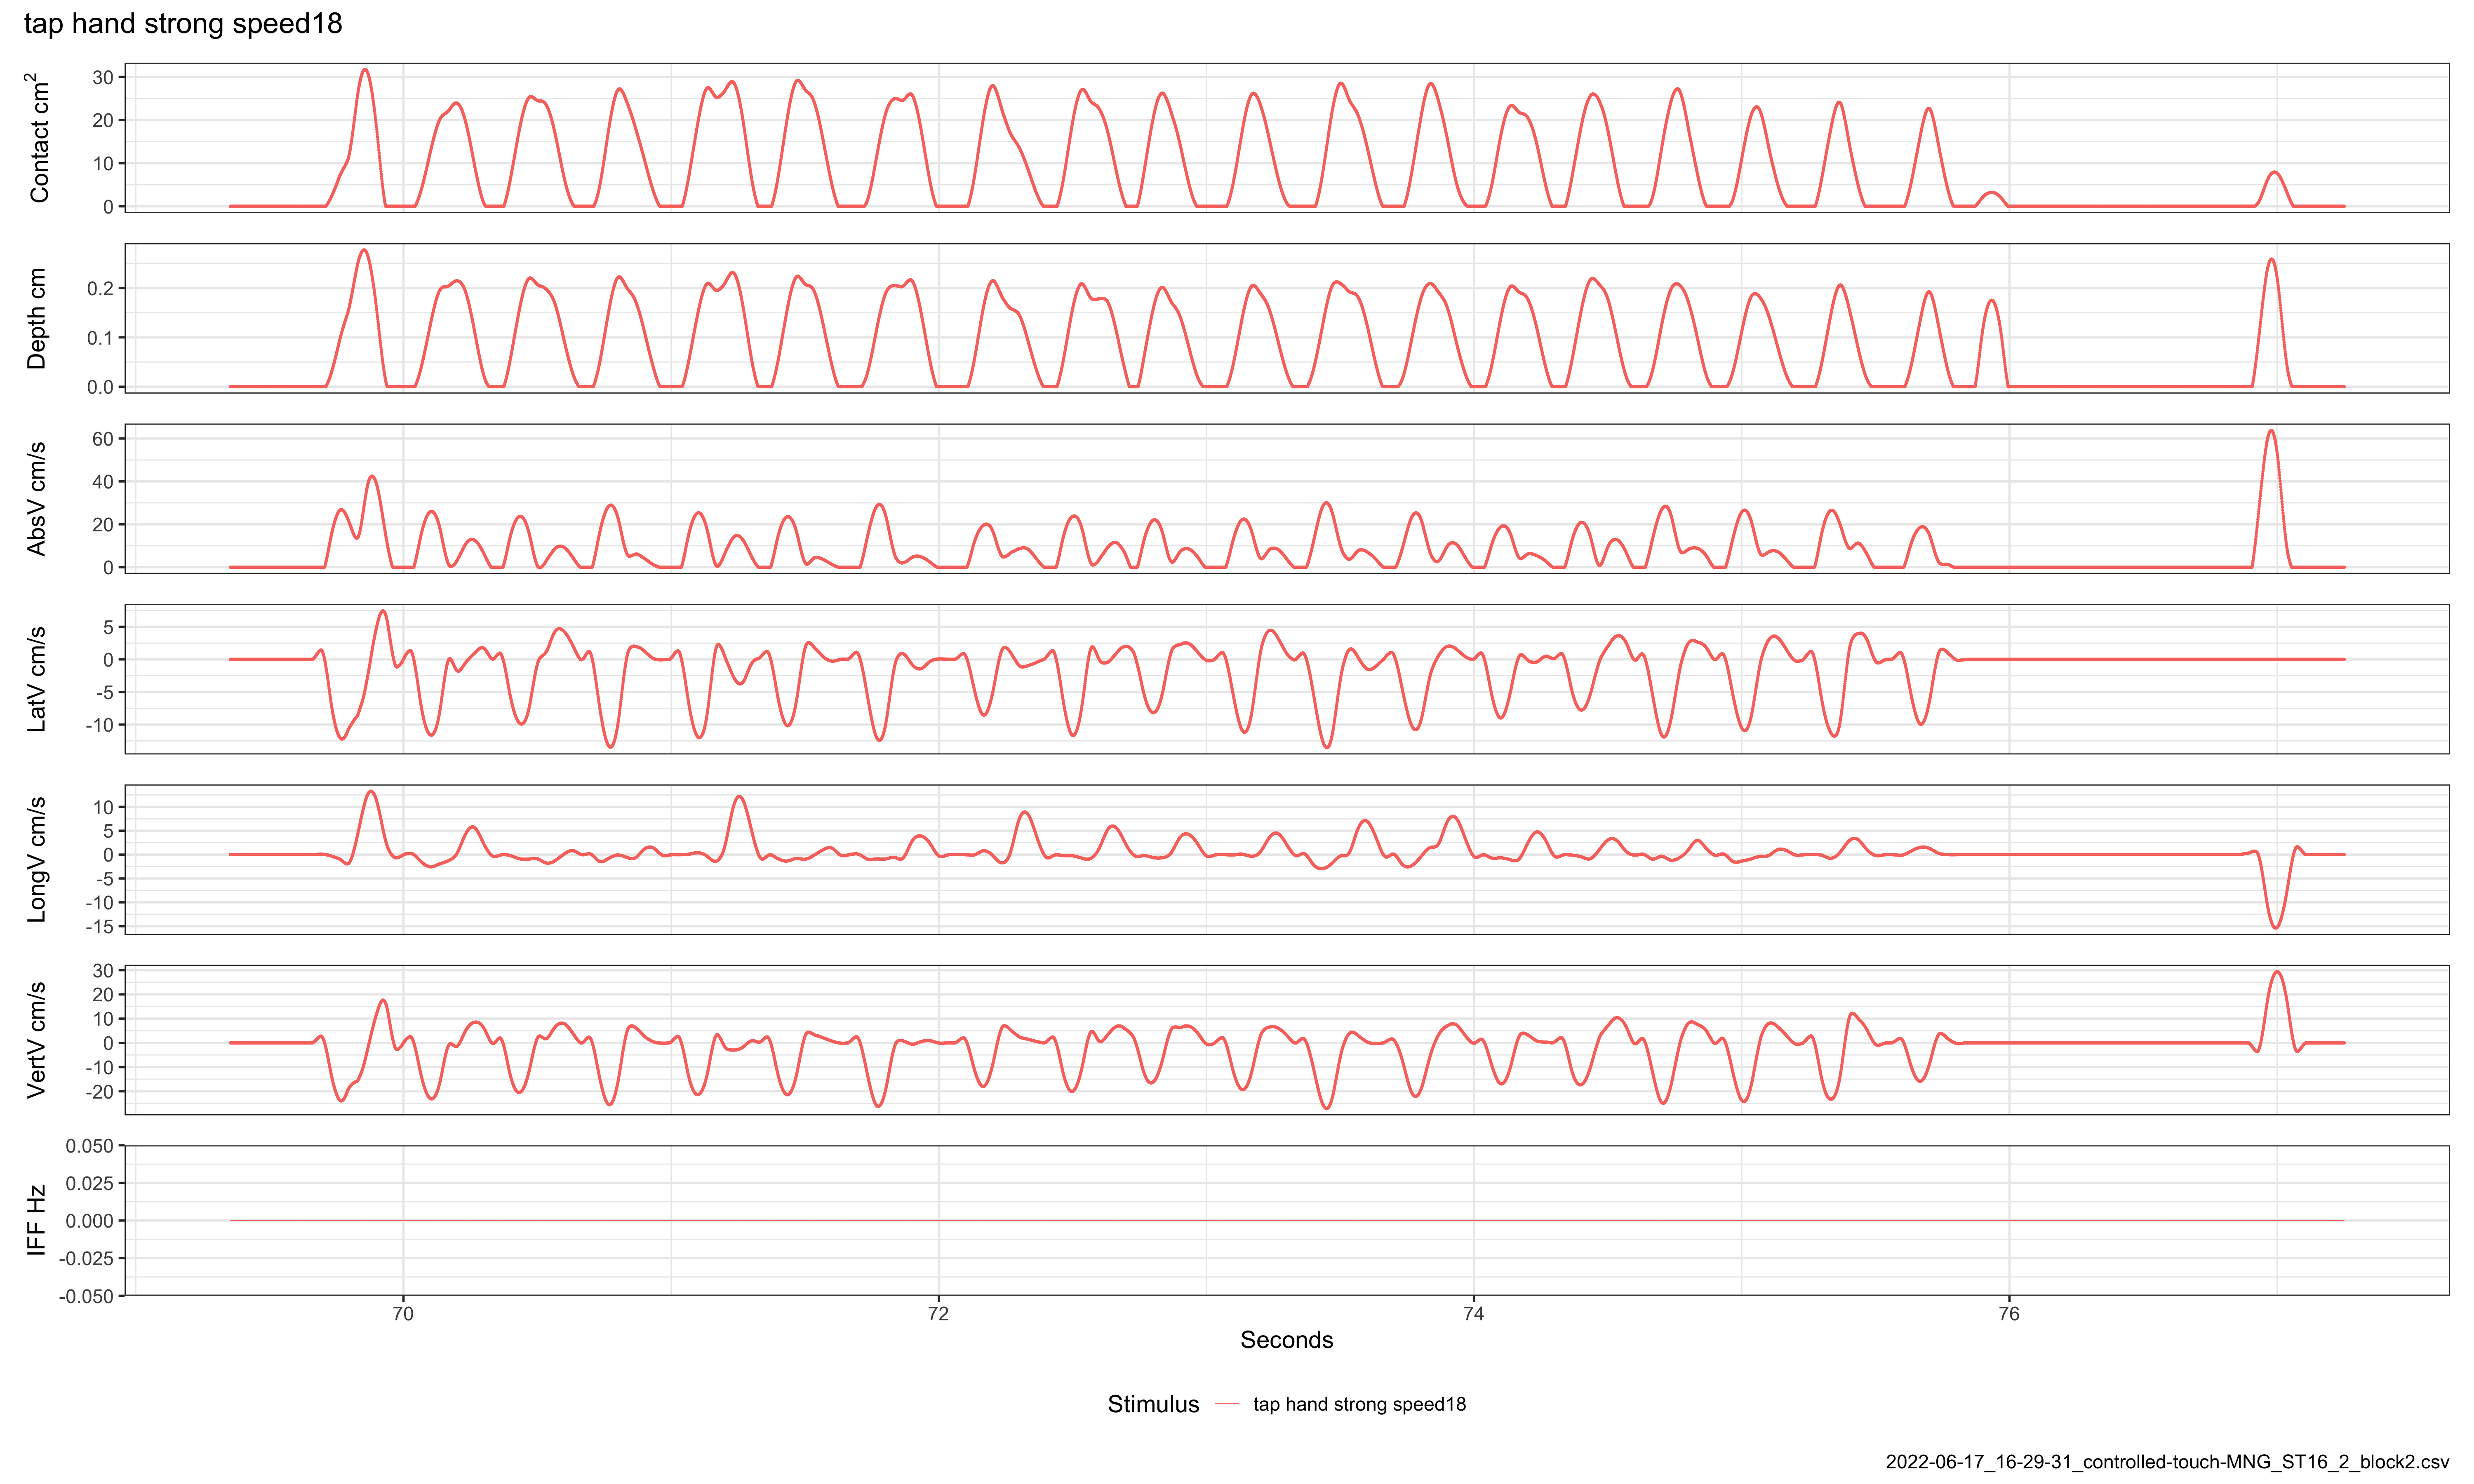 tap hand strong speed18
Contact cm²
30
20
10
0
Depth cm
0.2
0.1
0.0
AbsV cm/s
60
40
20
0
LatV cm/s
5
0
-5
-10
LongV cm/s
10
5
0
-5
-10
-15
VertV cm/s
30
20
10
0
-10
-20
IFF Hz
0.050
0.025
0.000
-0.025
-0.050
70 72 74 76
Seconds
Stimulus tap hand strong speed18
2022-06-17_16-29-31_controlled-touch-MNG_ST16_2_block2.csv